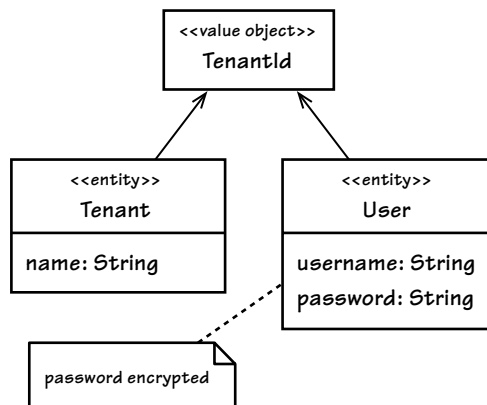 <<value object>>
TenantId
<<entity>>
Tenant
name: String
<<entity>>
User
username: String
password: String
password encrypted